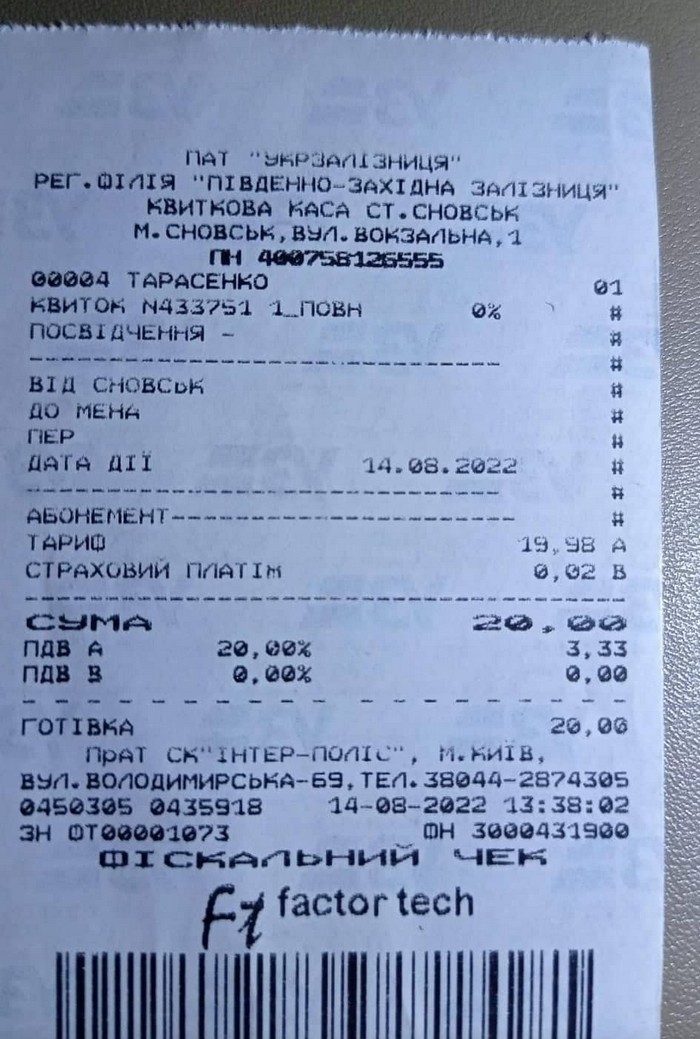 ПАТ "УКРЗАЛІЗНИЦЯ"
РЕГ.ФІЛІЯ "ПІВДЕННО-ЗАХІДНА ЗАЛІЗНИЦЯ"
КВИТКОВА КАСА СТ.СНОВСЬК
М.СНОВСЬК,ВУЛ.ВОКЗАЛЬНА,1
ПН 400758126555
00004 ТАРАСЕНКО 01
КВИТОК N433751 1_ПОВН 0% #
ПОСВІДЧЕННЯ - #
------------------------------ #
ВІД СНОВСЬК #
ДО МЕНА #
ПЕР #
ДАТА ДІЇ 14.08.2022 #
------------------------------ #
АБОНЕМЕНТ---------------------- #
ТАРИФ 19,98 А
СТРАХОВИЙ ПЛАТІЖ 0,02 В
--------------------------------------
СУМА 20.00
ПДВ А 20,00% 3,33
ПДВ В 0,00% 0,00
- - - - - - - - - - - - - - - - - - -
ГОТІВКА 20,00
ПрАТ СК"ІНТЕР-ПОЛІС", М.КИЇВ,
ВУЛ.ВОЛОДИМИРСЬКА-69,ТЕЛ.38044-2874305
0450305 0435918 14-08-2022 13:38:02
ЗН ФТ00001073 ФН 3000431900
ФІСКАЛЬНИЙ ЧЕК
factor tech